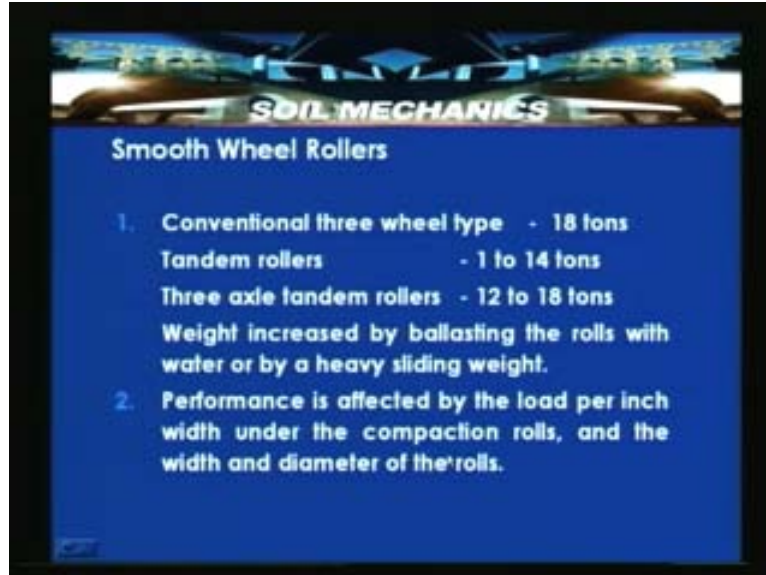 SOIL MECHANICS
Smooth Wheel Rollers
1. Conventional three wheel type - 18 tons
Tandem rollers - 1 to 14 tons
Three axle tandem rollers - 12 to 18 tons
Weight increased by ballasting the rolls with
water or by a heavy sliding weight.
2. Performance is affected by the load per inch
width under the compaction rolls, and the
width and diameter of the rolls.